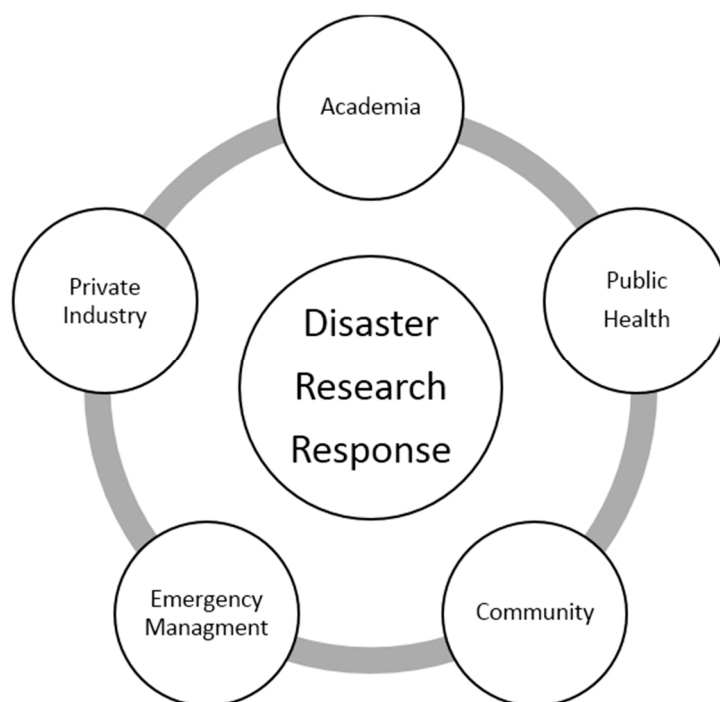 Academia
Private
Industry
Public
Health
Disaster
Research
Response
Emergency
Managment
Community